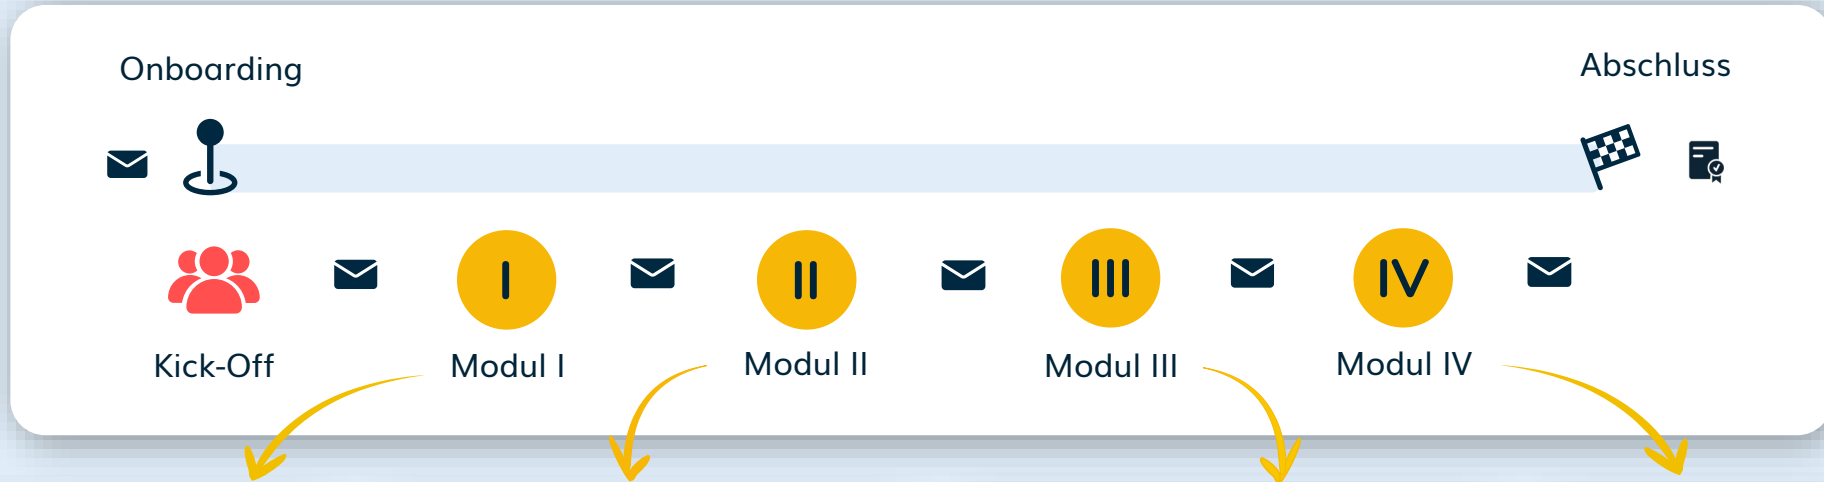 Onboarding
Abschluss
I
II
III
IV
Kick-Off
Modul I
Modul II
Modul III
Modul IV